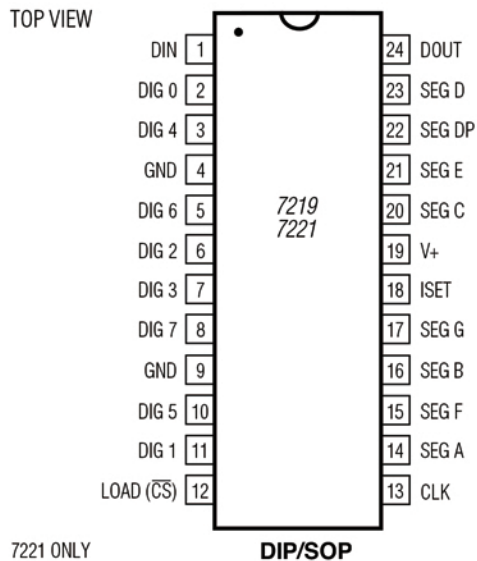 TOP VIEW
DIN 1
DIG 0 2
DIG 4 3
GND 4
DIG 6 5
DIG 2 6
DIG 3 7
DIG 7 8
GND 9
DIG 5 10
DIG 1 11
LOAD (C̅S̅) 12
7219
7221
24 DOUT
23 SEG D
22 SEG DP
21 SEG E
20 SEG C
19 V+
18 ISET
17 SEG G
16 SEG B
15 SEG F
14 SEG A
13 CLK
7221 ONLY
DIP/SOP